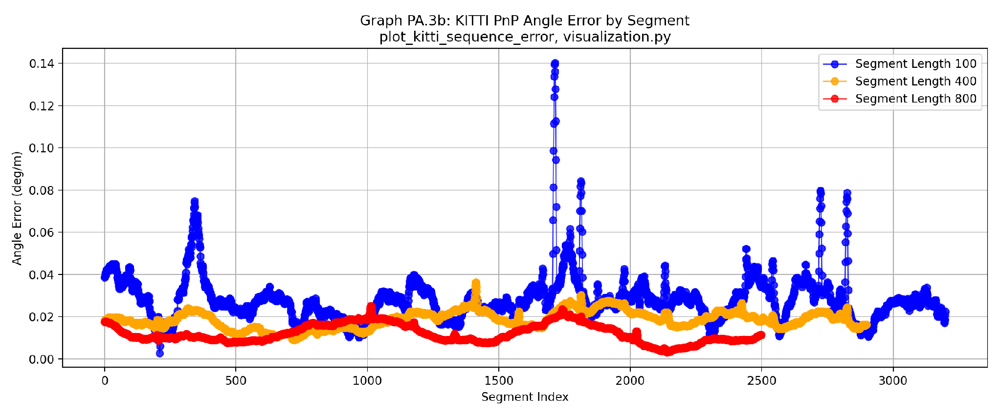 Graph PA.3b: KITTI PnP Angle Error by Segment
plot_kitti_sequence_error, visualization.py
Angle Error (deg/m)
0.14
0.12
0.10
0.08
0.06
0.04
0.02
0.00
Segment Length 100
Segment Length 400
Segment Length 800
0 500 1000 1500 2000 2500 3000
Segment Index